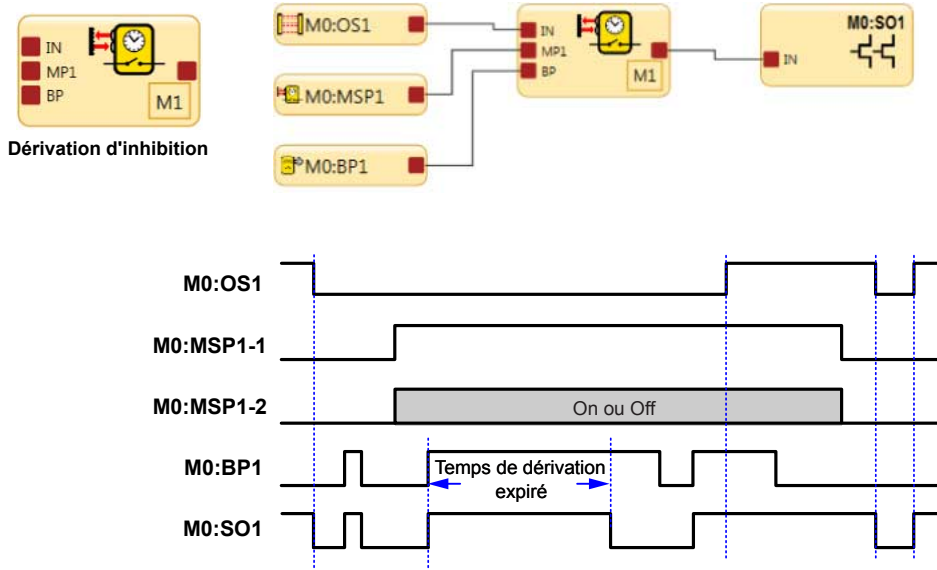 IN
MP1
BP
M1
Dérivation d'inhibition
M0:OS1
M0:MSP1
M0:BP1
IN
MP1
BP
M1
M0:SO1
IN
M0:OS1
M0:MSP1-1
M0:MSP1-2
On ou Off
M0:BP1
Temps de dérivation
expiré
M0:SO1